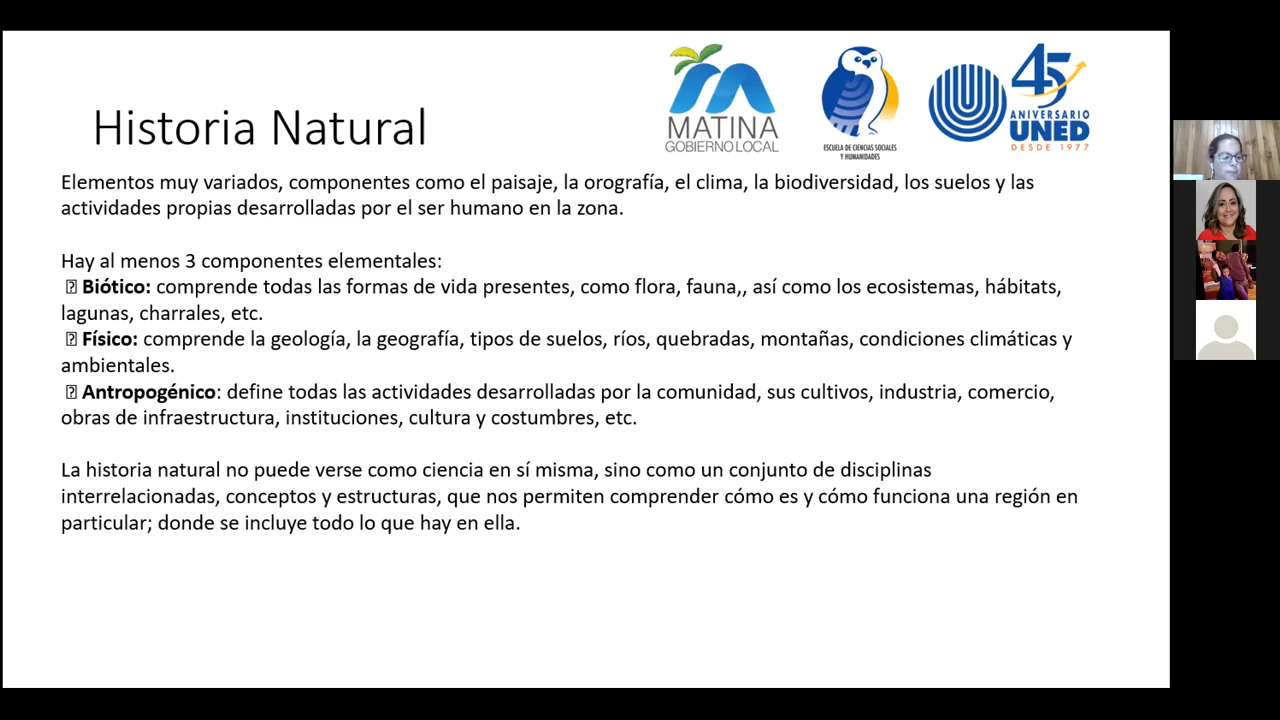 Historia Natural
MATINA
GOBIERNO LOCAL
ESCUELA DE CIENCIAS SOCIALES
Y HUMANIDADES
45
ANIVERSARIO
UNED
DESDE 1977
Elementos muy variados, componentes como el paisaje, la orografía, el clima, la biodiversidad, los suelos y las
actividades propias desarrolladas por el ser humano en la zona.
Hay al menos 3 componentes elementales:
Biótico: comprende todas las formas de vida presentes, como flora, fauna,, así como los ecosistemas, hábitats,
lagunas, charrales, etc.
Físico: comprende la geología, la geografía, tipos de suelos, ríos, quebradas, montañas, condiciones climáticas y
ambientales.
Antropogénico: define todas las actividades desarrolladas por la comunidad, sus cultivos, industria, comercio,
obras de infraestructura, instituciones, cultura y costumbres, etc.
La historia natural no puede verse como ciencia en sí misma, sino como un conjunto de disciplinas
interrelacionadas, conceptos y estructuras, que nos permiten comprender cómo es y cómo funciona una región en
particular; donde se incluye todo lo que hay en ella.